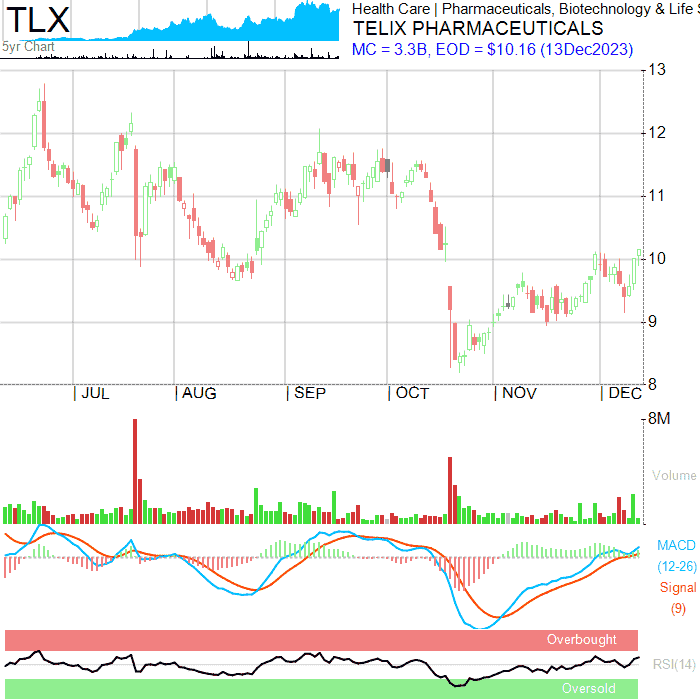 TLX
5yr Chart
Health Care | Pharmaceuticals, Biotechnology & Life S
TELIX PHARMACEUTICALS
MC = 3.3B, EOD = $10.16 (13Dec2023)
13
12
11
10
9
8
| JUL | AUG | SEP | OCT | NOV | DEC
8M
Volume
MACD
(12-26)
Signal
(9)
Overbought
RSI(14)
Oversold